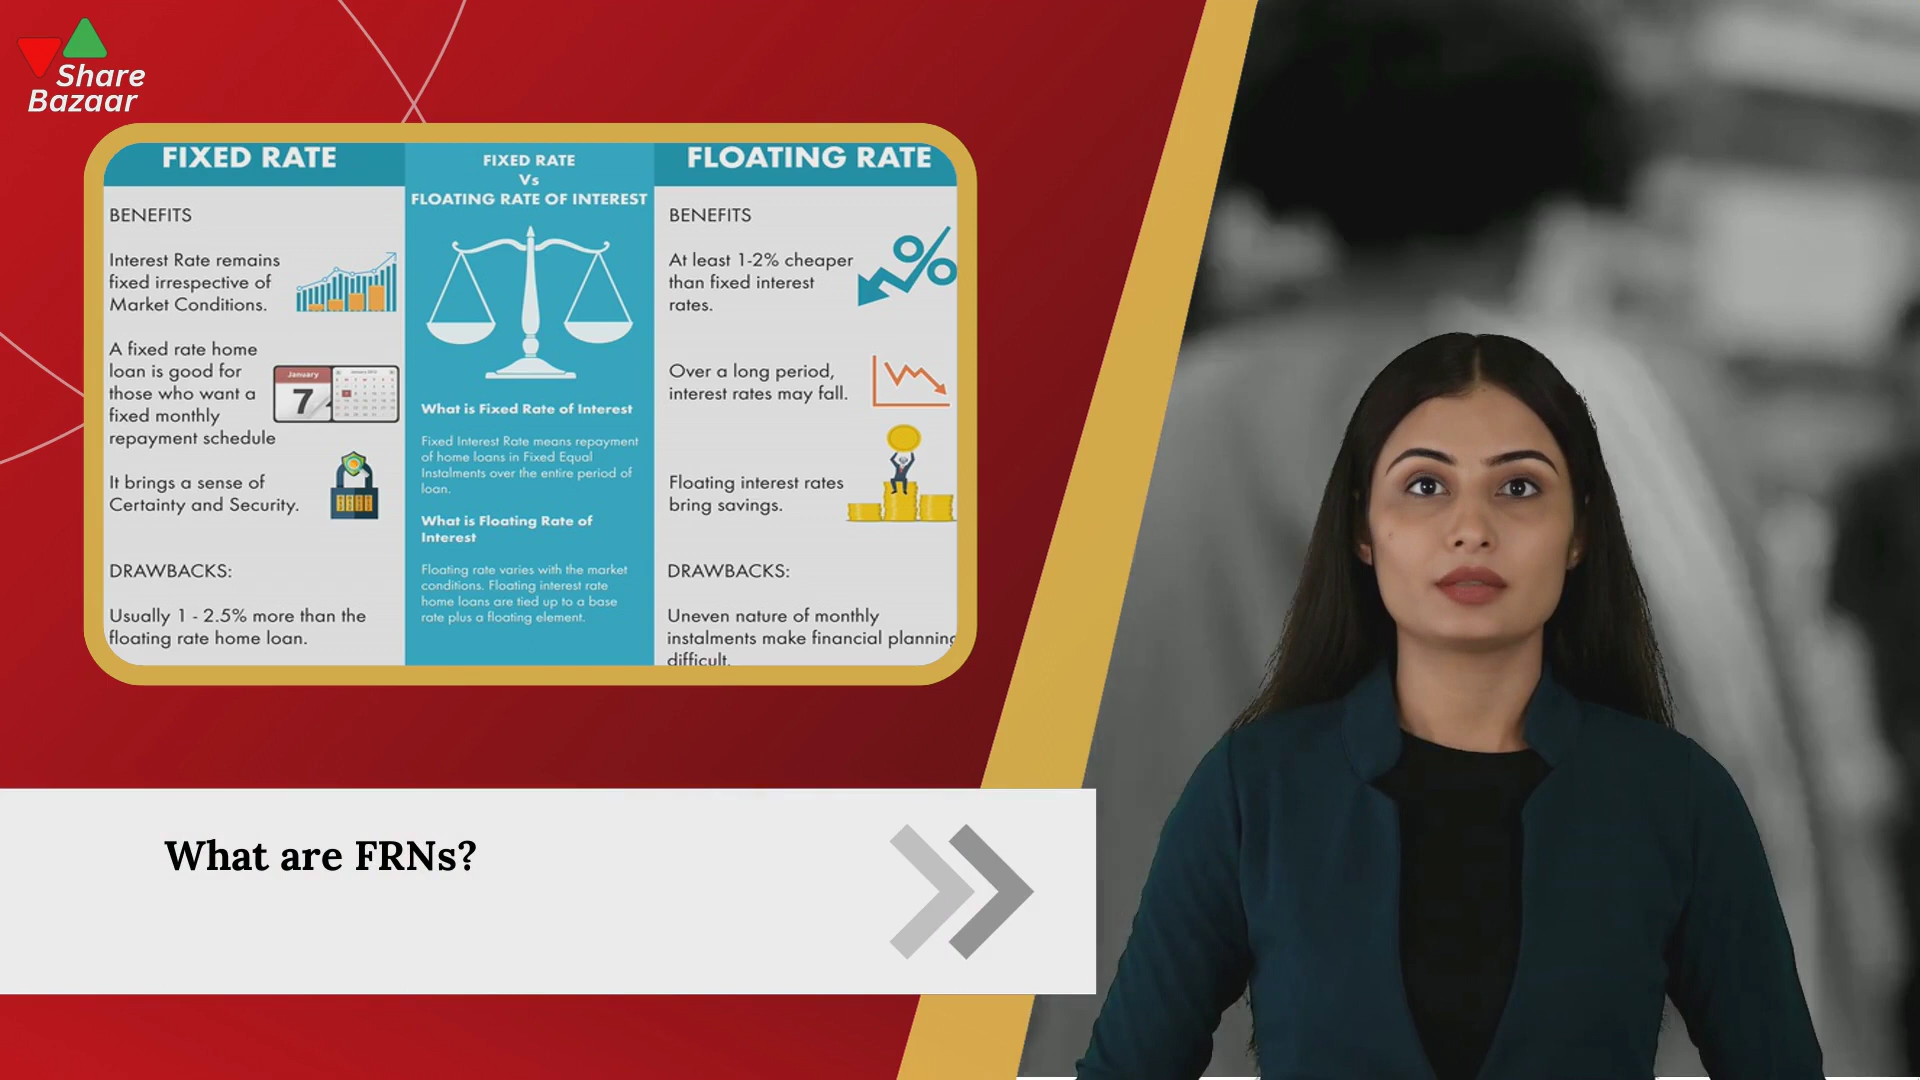 Share
Bazaar
FIXED RATE
BENEFITS
Interest Rate remains
fixed irrespective of
Market Conditions.
A fixed rate home
loan is good for
those who want a
fixed monthly
repayment schedule
January
7
It brings a sense of
Certainty and Security.
DRAWBACKS:
Usually 1 - 2.5% more than the
floating rate home loan.
FIXED RATE
Vs
FLOATING RATE OF INTEREST
What is Fixed Rate of Interest
Fixed Interest Rate means repayment
of home loans in Fixed Equal
Instalments over the entire period of
loan.
What is Floating Rate of
Interest
Floating rate varies with the market
conditions. Floating interest rate
home loans are tied up to a base
rate plus a floating element.
FLOATING RATE
BENEFITS
At least 1-2% cheaper
than fixed interest
rates.
%
Over a long period,
interest rates may fall.
Floating interest rates
bring savings.
DRAWBACKS:
Uneven nature of monthly
instalments make financial planning
difficult.
What are FRNs?